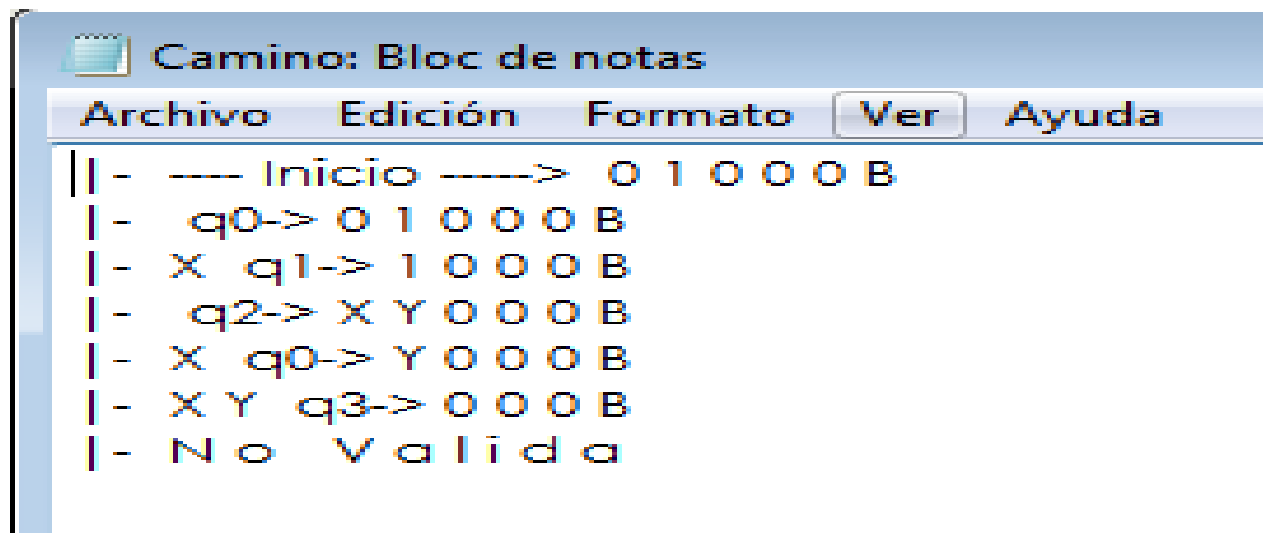 Camino: Bloc de notas
Archivo Edición Formato Ver Ayuda
|- ---- Inicio -----> 0 1 0 0 0 B
|- q0-> 0 1 0 0 0 B
|- X q1-> 1 0 0 0 B
|- q2-> X Y 0 0 0 B
|- X q0-> Y 0 0 0 B
|- X Y q3-> 0 0 0 B
|- N o V a l i d a